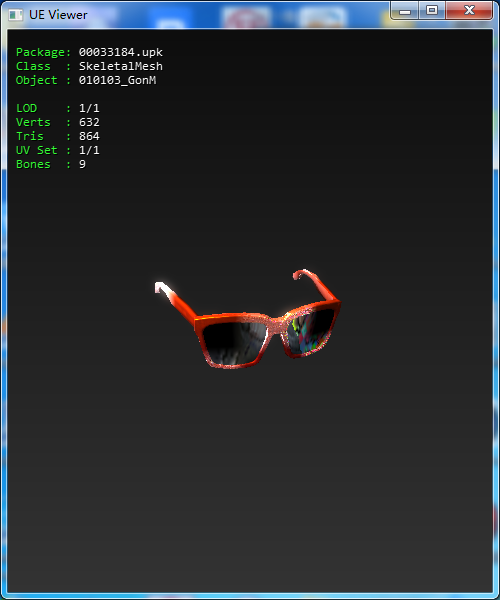 UE Viewer
Package: 00033184.upk
Class : SkeletalMesh
Object : 010103_GonM
LOD : 1/1
Verts : 632
Tris : 864
UV Set : 1/1
Bones : 9